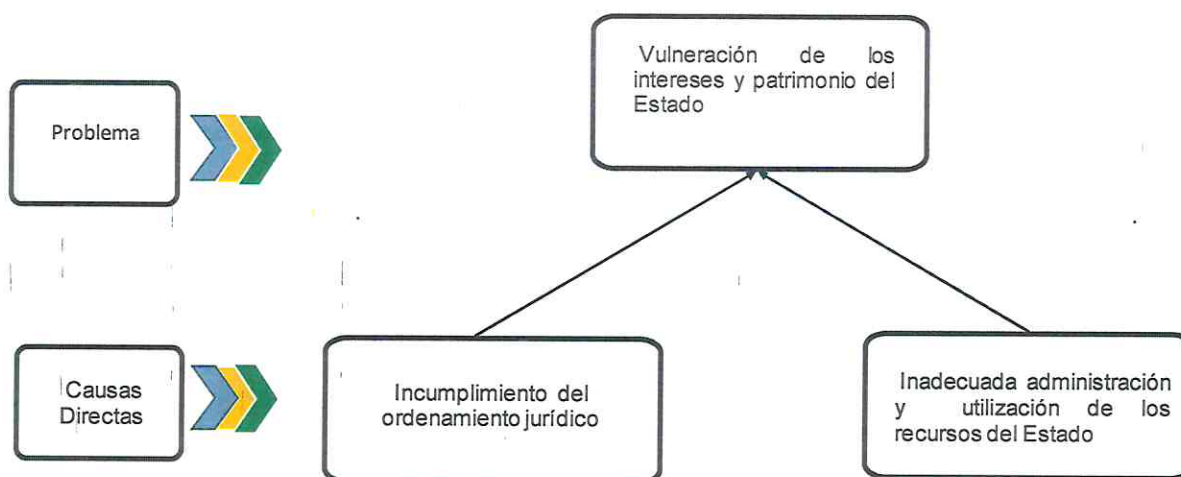 Problema
Vulneración de los
intereses y patrimonio del
Estado
Causas
Directas
Incumplimiento del
ordenamiento jurídico
Inadecuada administración
y utilización de los
recursos del Estado